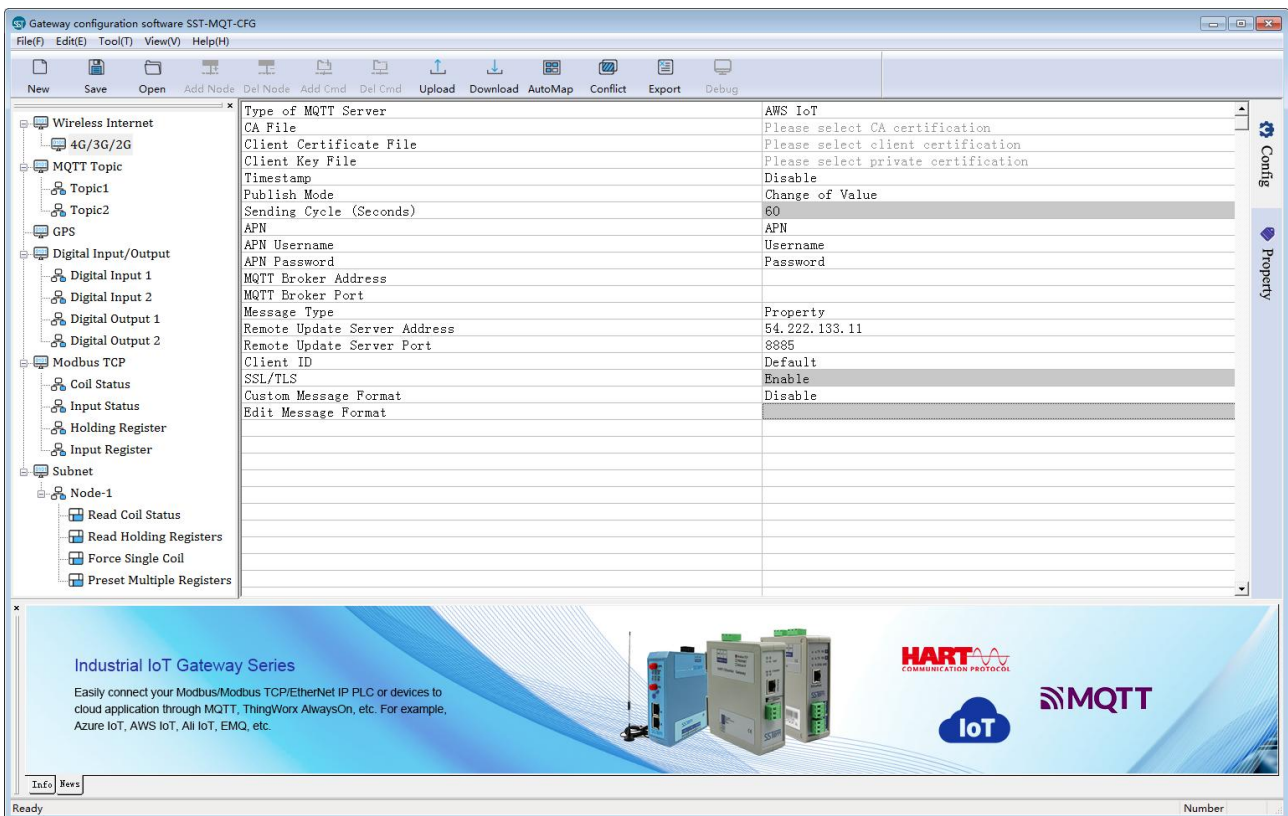 Gateway configuration software SST-MQT-CFG
File(F) Edit(E) Tool(T) View(V) Help(H)
New Save Open Add Node Del Node Add Cmd Del Cmd Upload Download AutoMap Conflict Export Debug
Wireless Internet
4G/3G/2G
MQTT Topic
Topic1
Topic2
GPS
Digital Input/Output
Digital Input 1
Digital Input 2
Digital Output 1
Digital Output 2
Modbus TCP
Coil Status
Input Status
Holding Register
Input Register
Subnet
Node-1
Read Coil Status
Read Holding Registers
Force Single Coil
Preset Multiple Registers
Type of MQTT Server AWS IoT
CA File Please select CA certification
Client Certificate File Please select client certification
Client Key File Please select private certification
Timestamp Disable
Publish Mode Change of Value
Sending Cycle (Seconds) 60
APN APN
APN Username Username
APN Password Password
MQTT Broker Address
MQTT Broker Port
Message Type Property
Remote Update Server Address 54.222.133.11
Remote Update Server Port 8885
Client ID Default
SSL/TLS Enable
Custom Message Format Disable
Edit Message Format
Config
Property
Industrial IoT Gateway Series
Easily connect your Modbus/Modbus TCP/EtherNet IP PLC or devices to
cloud application through MQTT, ThingWorx AlwaysOn, etc. For example,
Azure IoT, AWS IoT, Ali IoT, EMQ, etc.
HART
COMMUNICATION PROTOCOL
IoT
MQTT
Info News
Ready Number